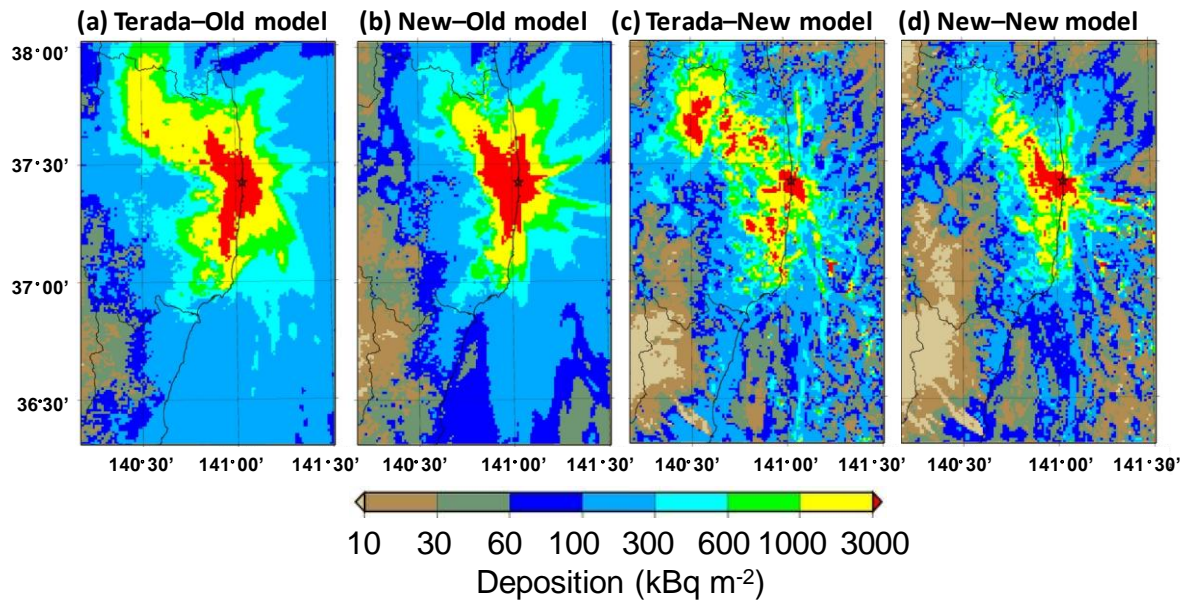 (a) Terada–Old model (b) New–Old model (c) Terada–New model (d) New–New model
38°00'
37°30'
37°00'
36°30'
140°30' 141°00' 141°30' 140°30' 141°00' 141°30' 140°30' 141°00' 141°30' 140°30' 141°00' 141°30'
10 30 60 100 300 600 1000 3000
Deposition (kBq m⁻²)